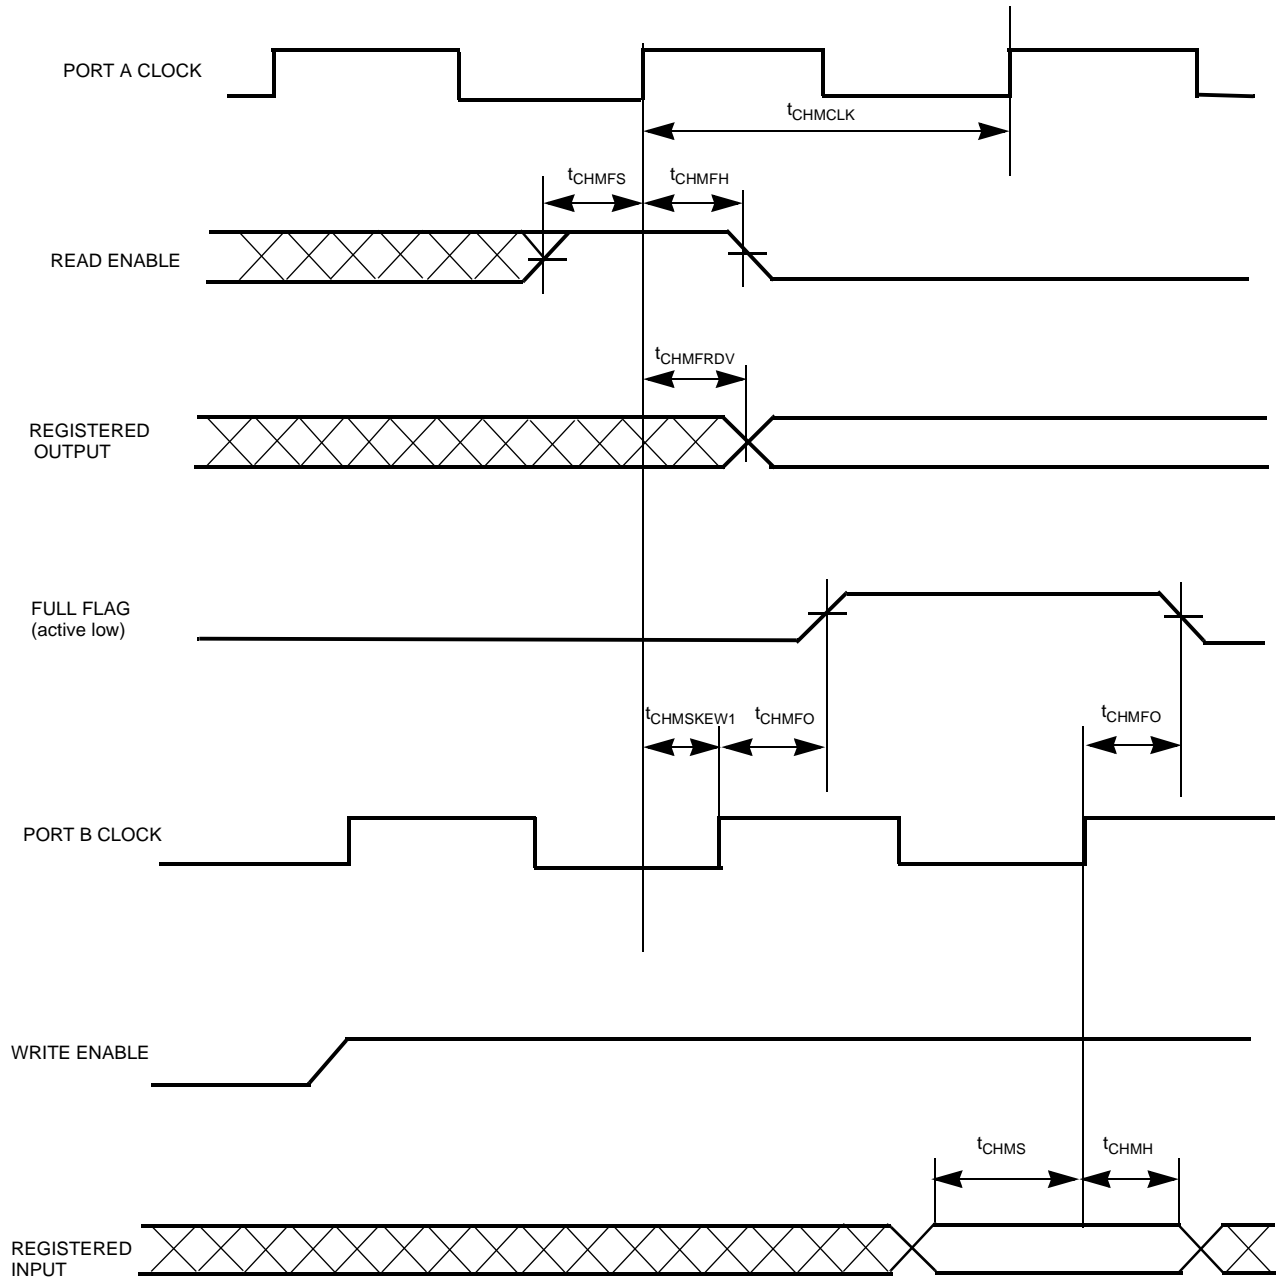 PORT A CLOCK
tCHMCLK
tCHMFS
tCHMFH
READ ENABLE
tCHMFRDV
REGISTERED
OUTPUT
FULL FLAG
(active low)
tCHMSKEW1
tCHMFO
tCHMFO
PORT B CLOCK
WRITE ENABLE
tCHMS
tCHMH
REGISTERED
INPUT